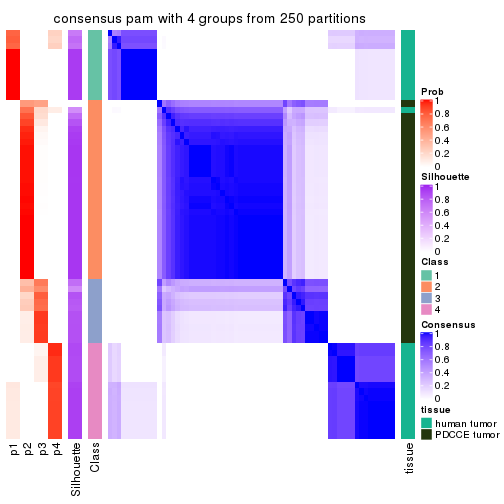 consensus pam with 4 groups from 250 partitions
Prob
1
0.8
0.6
0.4
0.2
0
Silhouette
1
0.8
0.6
0.4
0.2
0
Class
1
2
3
4
Consensus
1
0.8
0.6
0.4
0.2
0
tissue
human tumor
PDCCE tumor
p1
p2
p3
p4
Silhouette
Class
tissue